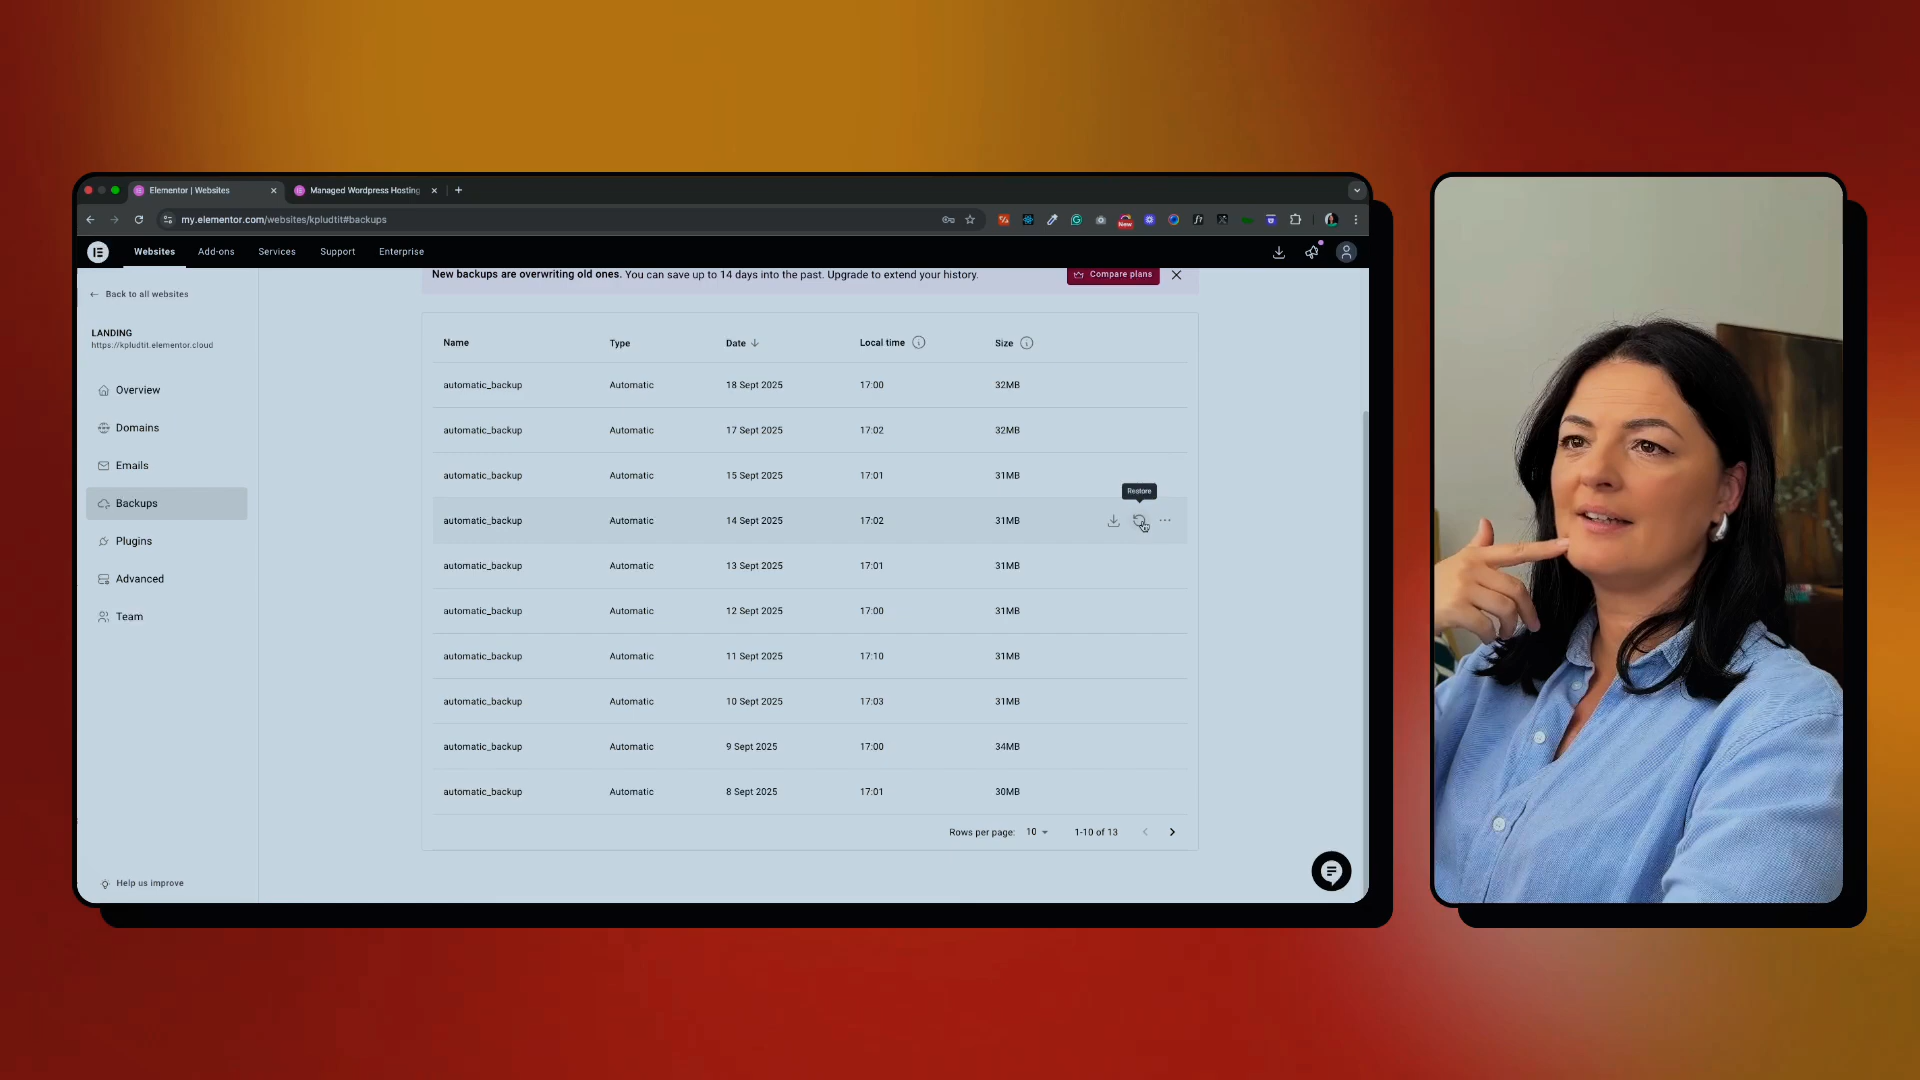 Elementor | Websites
Managed Wordpress Hosting
my.elementor.com/websites/kpludtit#backups
New
Websites
Add-ons
Services
Support
Enterprise
New backups are overwriting old ones. You can save up to 14 days into the past. Upgrade to extend your history.
Compare plans
Back to all websites
LANDING
https://kpludtit.elementor.cloud
Overview
Domains
Emails
Backups
Plugins
Advanced
Team
Help us improve
Name Type Date Local time Size
automatic_backup Automatic 18 Sept 2025 17:00 32MB
automatic_backup Automatic 17 Sept 2025 17:02 32MB
automatic_backup Automatic 15 Sept 2025 17:01 31MB
Restore
automatic_backup Automatic 14 Sept 2025 17:02 31MB
automatic_backup Automatic 13 Sept 2025 17:01 31MB
automatic_backup Automatic 12 Sept 2025 17:00 31MB
automatic_backup Automatic 11 Sept 2025 17:10 31MB
automatic_backup Automatic 10 Sept 2025 17:03 31MB
automatic_backup Automatic 9 Sept 2025 17:00 34MB
automatic_backup Automatic 8 Sept 2025 17:01 30MB
Rows per page: 10 1-10 of 13